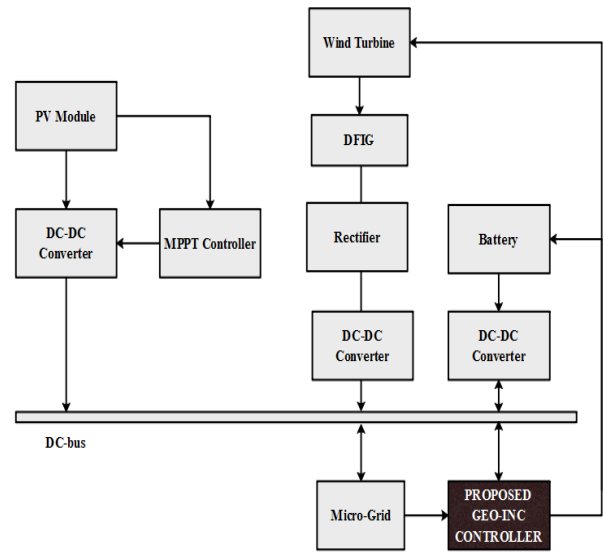 Wind Turbine
PV Module
DFIG
DC-DC
Converter
MPPT Controller
Rectifier
Battery
DC-DC
Converter
DC-DC
Converter
DC-bus
Micro-Grid
PROPOSED
GEO-INC
CONTROLLER